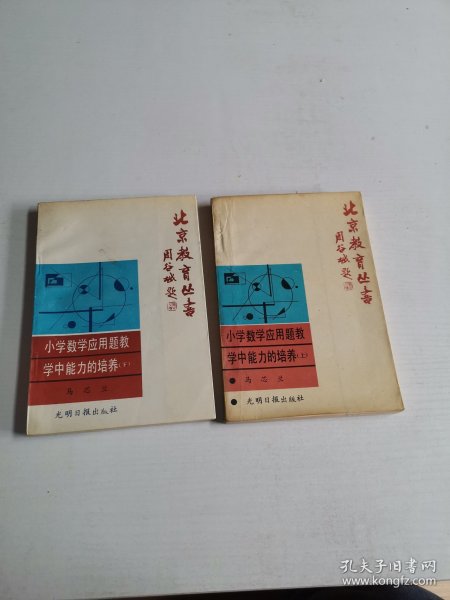 北京教育丛书
周谷城题
小学数学应用题教
学中能力的培养(下)
马芯兰
光明日报出版社
北京教育丛书
周谷城题
小学数学应用题教
学中能力的培养(上)
马芯兰
光明日报出版社
孔夫子旧书网
www.kongfz.com